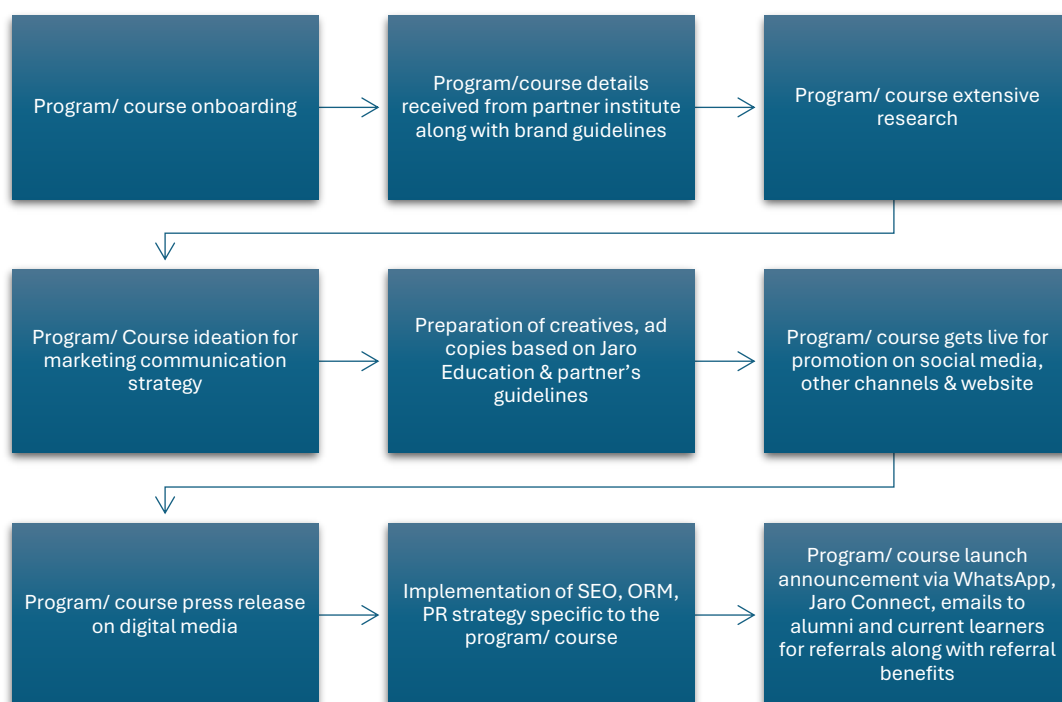 Program/ course onboarding
Program/course details
received from partner institute
along with brand guidelines
Program/ course extensive
research
Program/ Course ideation for
marketing communication
strategy
Preparation of creatives, ad
copies based on Jaro
Education & partner's
guidelines
Program/ course gets live for
promotion on social media,
other channels & website
Program/ course press release
on digital media
Implementation of SEO, ORM,
PR strategy specific to the
program/ course
Program/ course launch
announcement via WhatsApp,
Jaro Connect, emails to
alumni and current learners
for referrals along with referral
benefits